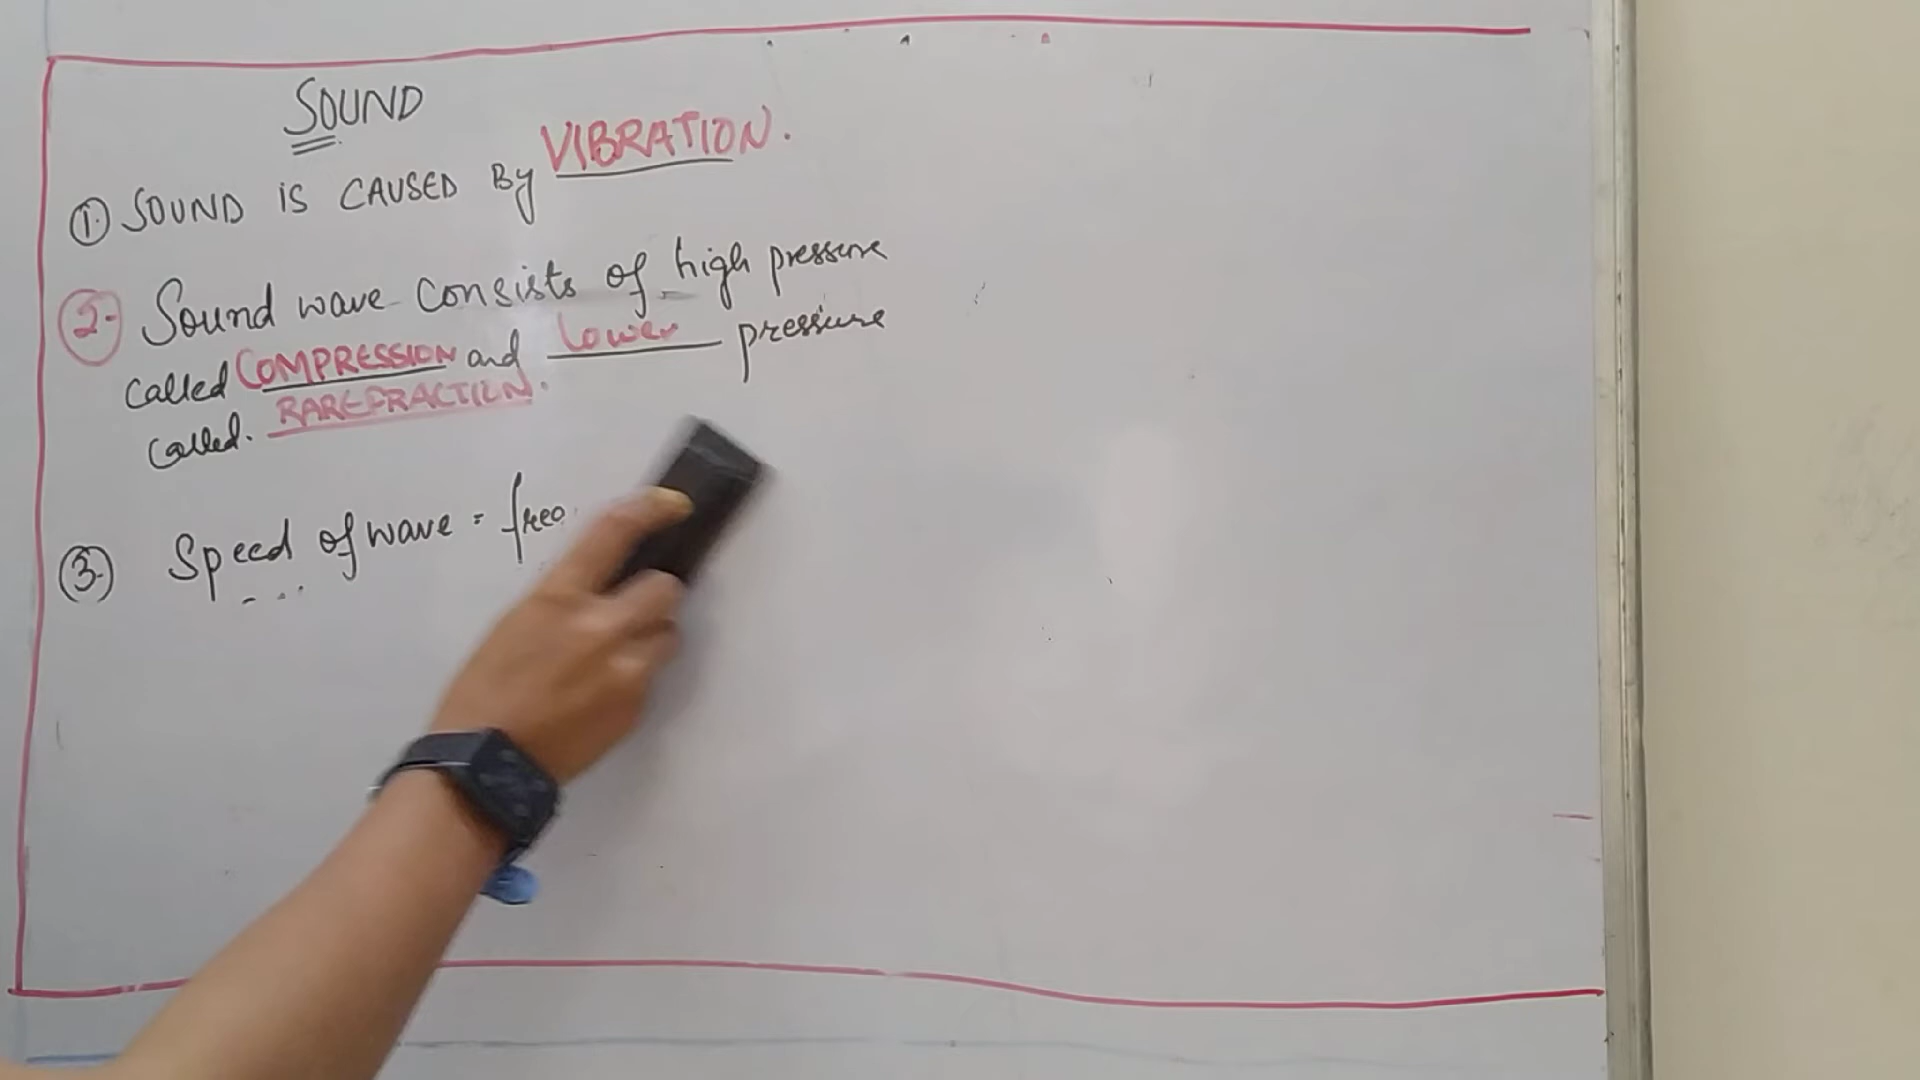 SOUND
1. SOUND IS CAUSED By VIBRATION.
2. Sound wave consists of high pressure
called COMPRESSION and lower pressure
called. RAREFRACTION.
3. Speed of wave = freq